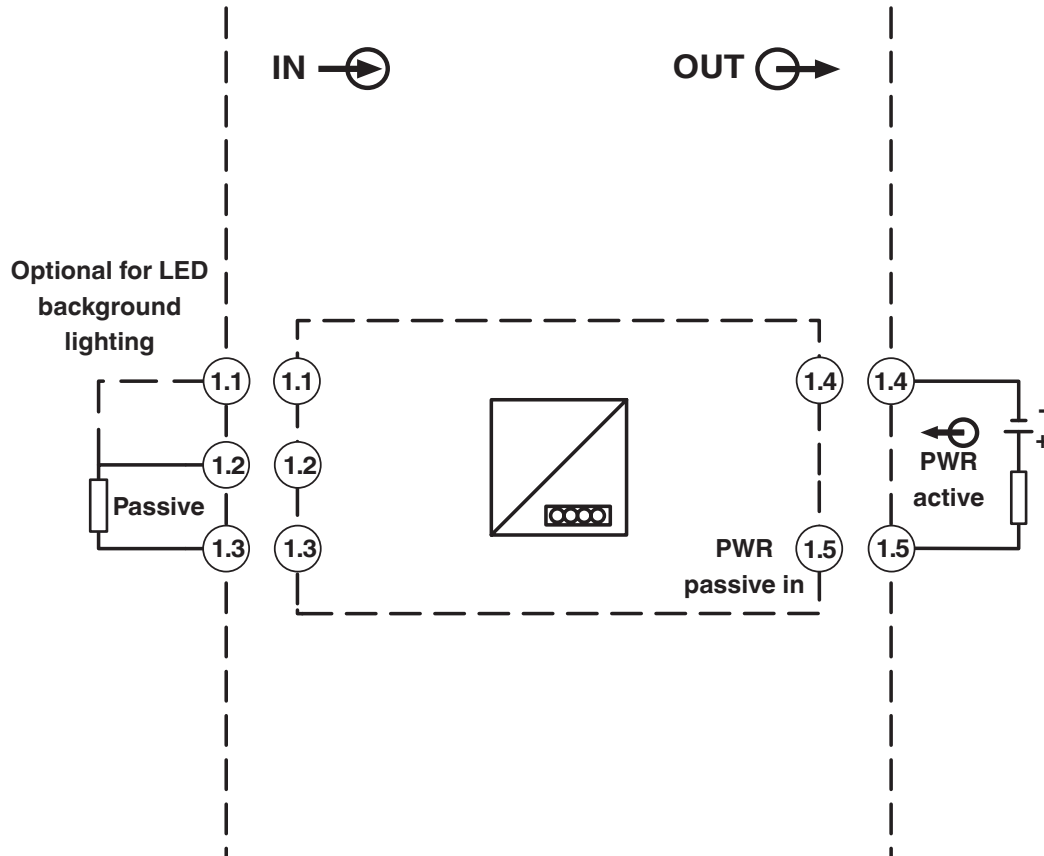 IN
OUT
Optional for LED
background
lighting
1.1
1.1
1.4
1.4
-
+
PWR
active
1.2
1.2
Passive
1.3
1.3
PWR
passive in
1.5
1.5